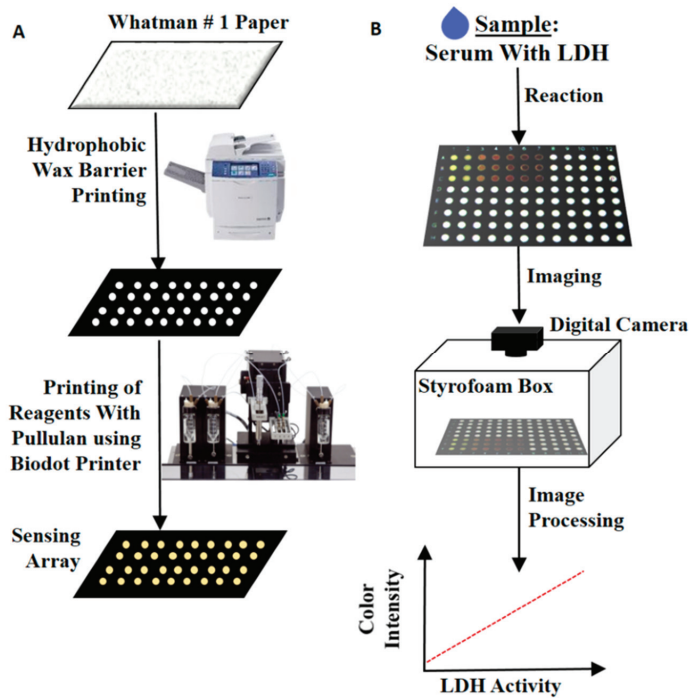 A
Whatman # 1 Paper
Hydrophobic
Wax Barrier
Printing
Printing of
Reagents With
Pullulan using
Biodot Printer
Sensing
Array
B
Sample:
Serum With LDH
Reaction
Imaging
Digital Camera
Styrofoam Box
Image
Processing
Color
Intensity
LDH Activity